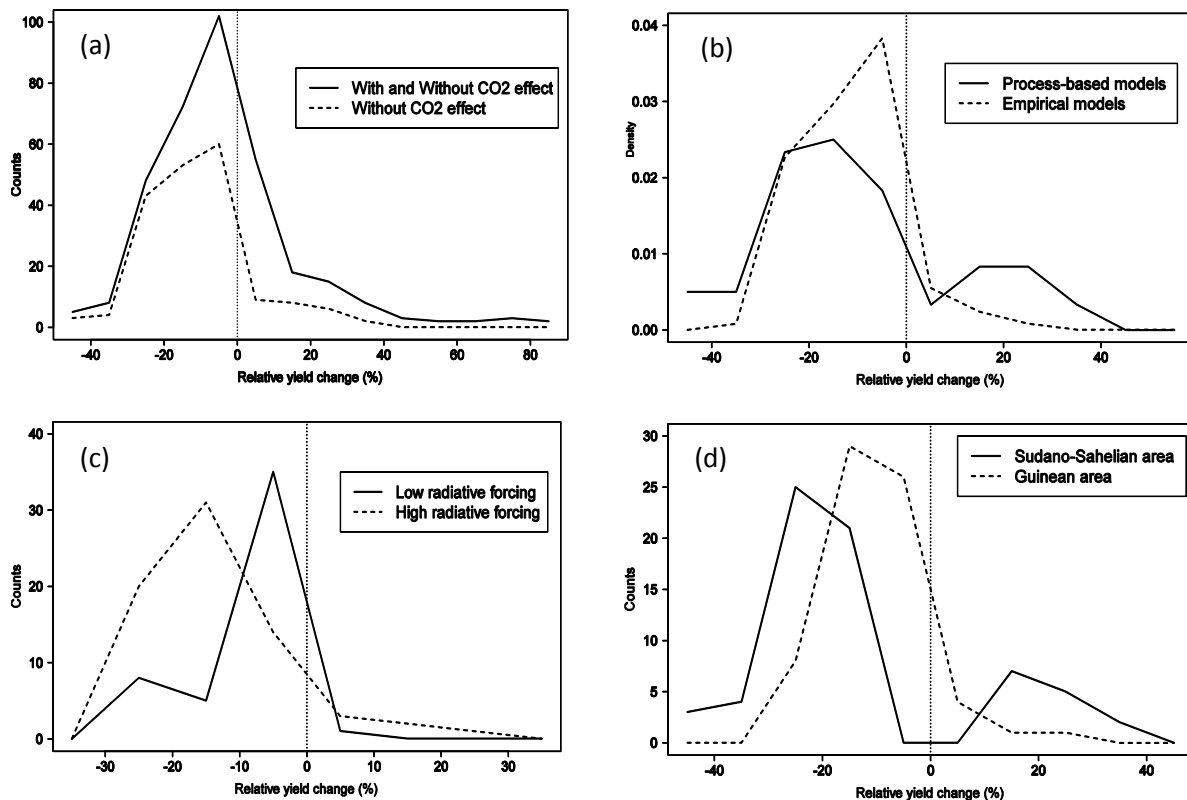 (a)
With and Without CO2 effect
Without CO2 effect
Counts
100
80
60
40
20
0
-40 -20 0 20 40 60 80
Relative yield change (%)
(b)
Process-based models
Empirical models
Density
0.04
0.03
0.02
0.01
0.00
-40 -20 0 20 40
Relative yield change (%)
(c)
Low radiative forcing
High radiative forcing
Counts
40
30
20
10
0
-30 -20 -10 0 10 20 30
Relative yield change (%)
(d)
Sudano-Sahelian area
Guinean area
Counts
30
25
20
15
10
5
0
-40 -20 0 20 40
Relative yield change (%)